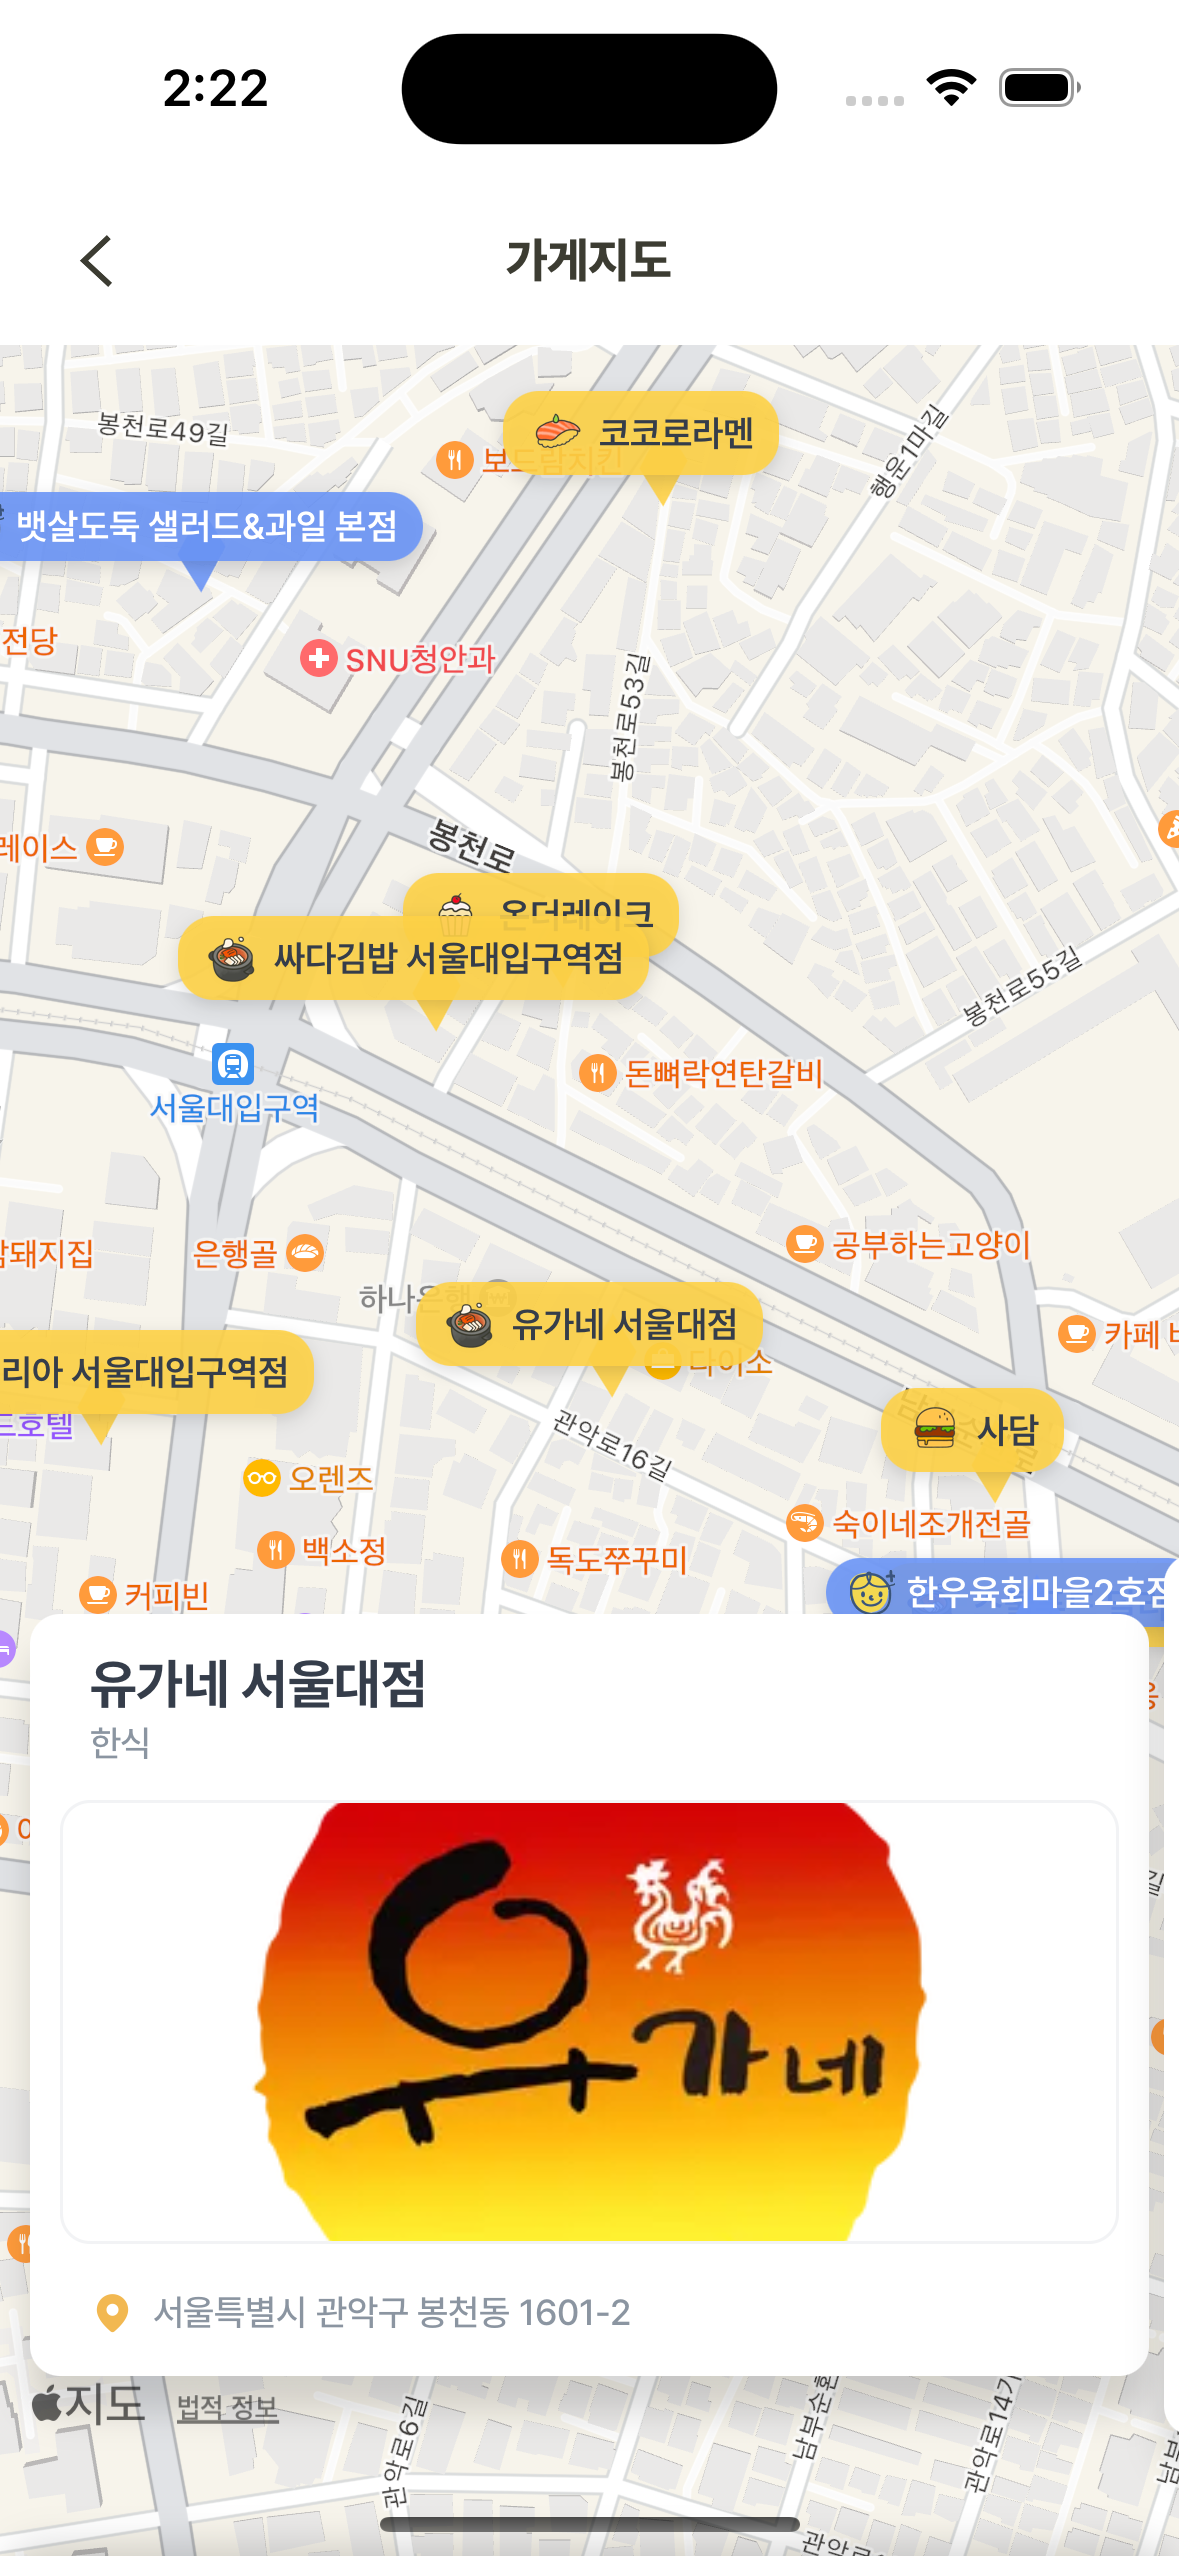 2:22
가게지도
봉천로49길
코코로라멘
보드람치킨
행운1마길
뱃살도둑 샐러드&과일 본점
전당
SNU청안과
봉천로53길
레이스
봉천로
온더레이크
싸다김밥 서울대입구역점
봉천로55길
돈뼈락연탄갈비
서울대입구역
공부하는고양이
돼지집
은행골
하나은행
유가네 서울대점
다이소
카페
리아 서울대입구역점
드호텔
관악로16길
사담
오렌즈
숙이네조개전골
백소정
독도쭈꾸미
커피빈
한우육회마을2호점
유가네 서울대점
한식
유가네
서울특별시 관악구 봉천동 1601-2
지도
법적 정보
관악로6길
남부순환
관악로14기
남부
관악로